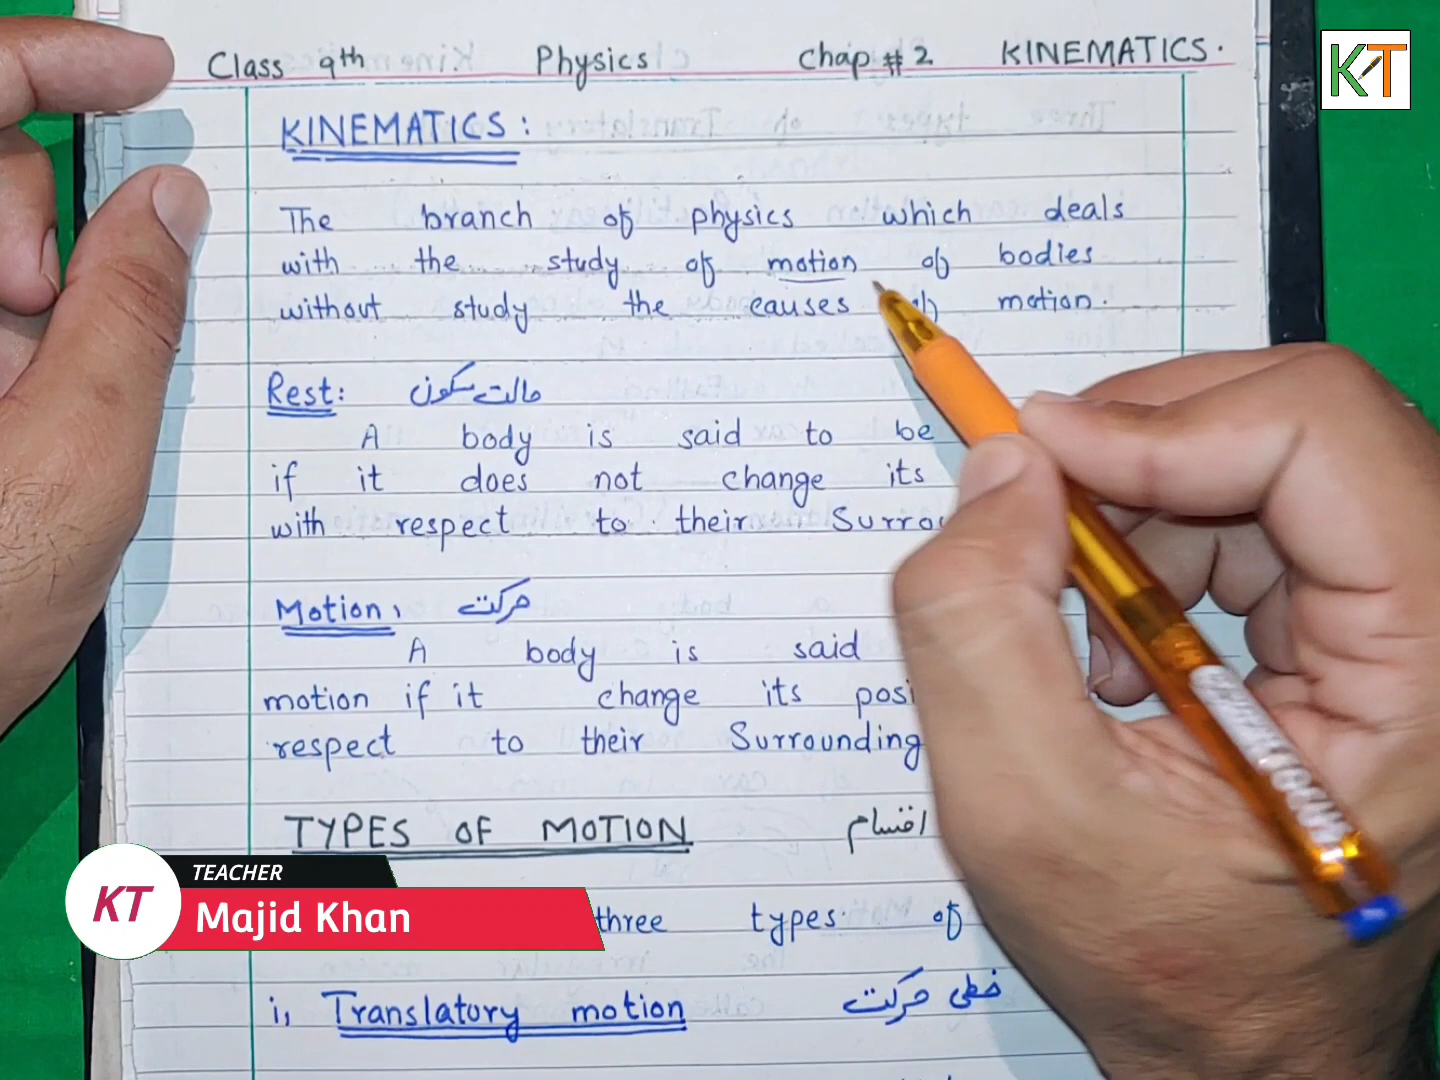 Class 9th Physics Chap # 2 KINEMATICS.
KT
KINEMATICS:
The branch of physics which deals
with the study of motion of bodies
without study the causes motion.
Rest: حالت سکون
A body is said to be
if it does not change its
with respect to their
Motion, حرکت
A body is said
motion if it change its
respect to their Surrounding
TYPES OF MOTION اقسام
KT TEACHER
Majid Khan
three types of
i, Translatory motion خطی حرکت